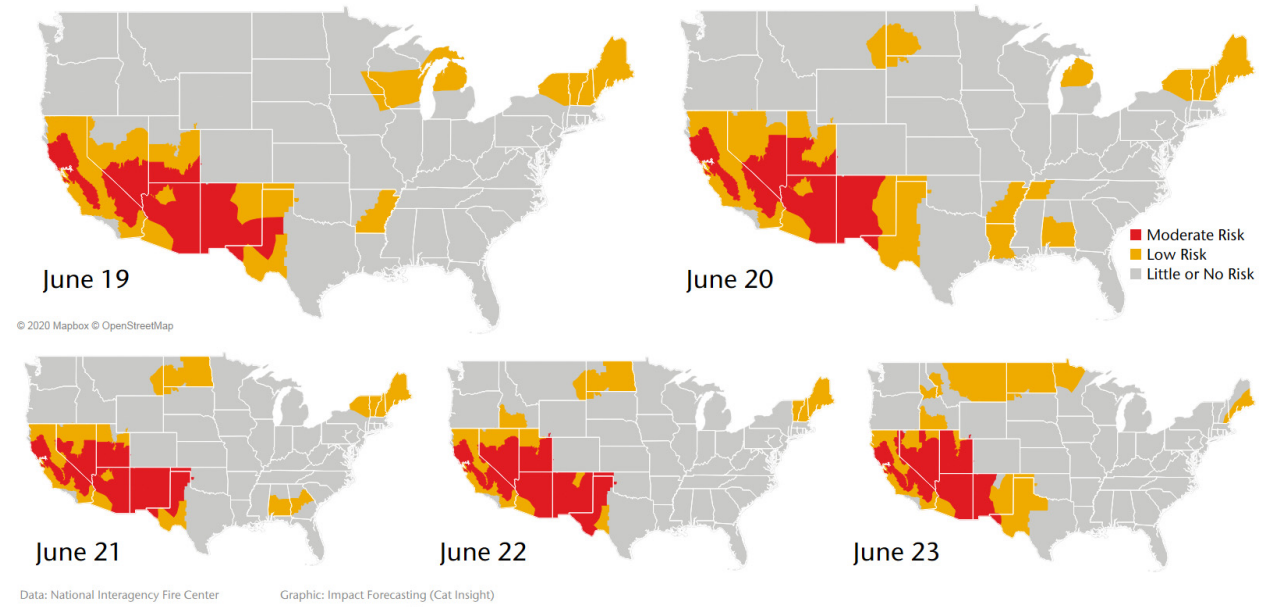 June 19
June 20
Moderate Risk
Low Risk
Little or No Risk
© 2020 Mapbox © OpenStreetMap
June 21
June 22
June 23
Data: National Interagency Fire Center
Graphic: Impact Forecasting (Cat Insight)